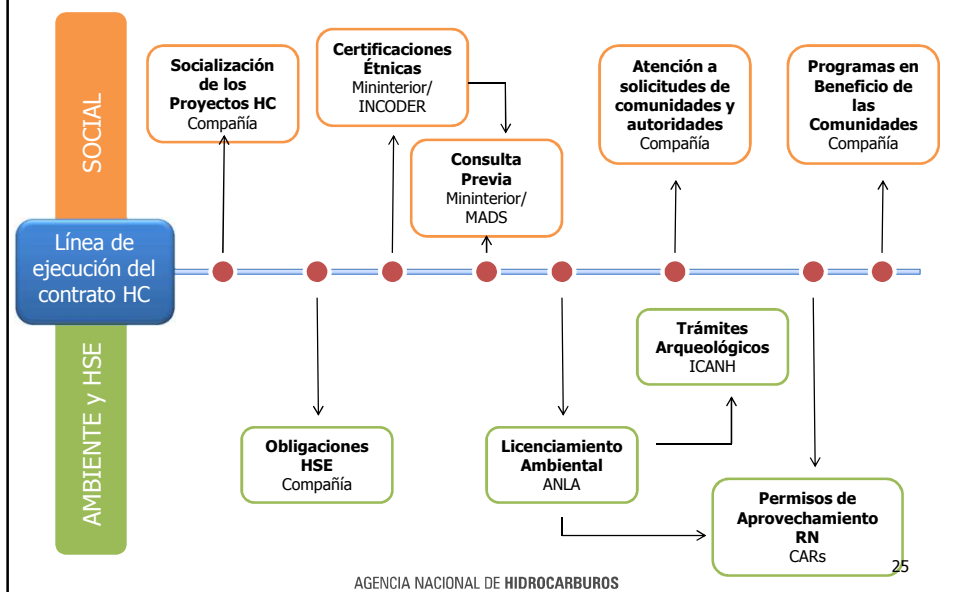 SOCIAL
Socialización
de los
Proyectos HC
Compañía
Certificaciones
Étnicas
Mininterior/
INCODER
Consulta
Previa
Mininterior/
MADS
Atención a
solicitudes de
comunidades y
autoridades
Compañía
Programas en
Beneficio de
las
Comunidades
Compañía
Línea de
ejecución del
contrato HC
AMBIENTE y HSE
Obligaciones
HSE
Compañía
Licenciamiento
Ambiental
ANLA
Trámites
Arqueológicos
ICANH
Permisos de
Aprovechamiento
RN
CARs
25
AGENCIA NACIONAL DE HIDROCARBUROS